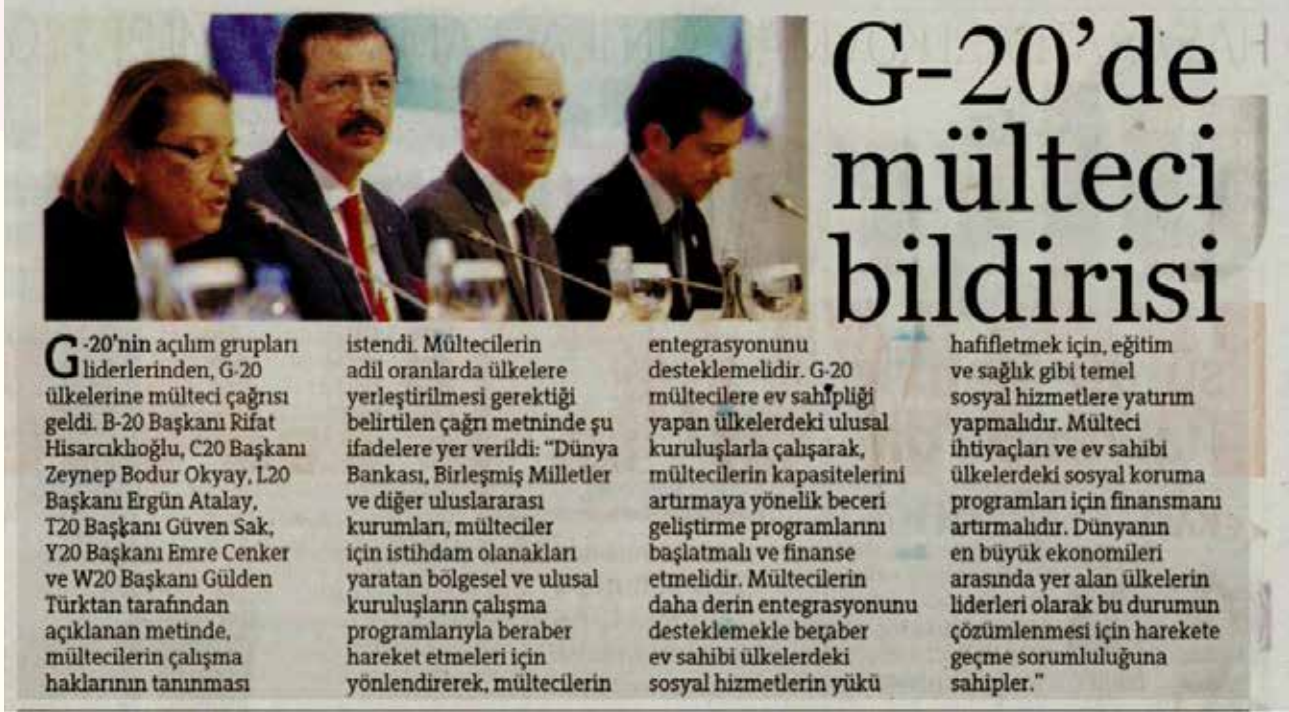 G-20'de
mülteci
bildirisi
G-20'nin açılım grupları
liderlerinden, G-20
ülkelerine mülteci çağrısı
geldi. B-20 Başkanı Rifat
Hisarcıklıoğlu, C20 Başkanı
Zeynep Bodur Okyay, L20
Başkanı Ergün Atalay,
T20 Başkanı Güven Sak,
Y20 Başkanı Emre Cenker
ve W20 Başkanı Gülden
Türktan tarafından
açıklanan metinde,
mültecilerin çalışma
haklarının tanınması
istendi. Mültecilerin
adil oranlarda ülkelere
yerleştirilmesi gerektiği
belirtilen çağrı metninde şu
ifadelere yer verildi: “Dünya
Bankası, Birleşmiş Milletler
ve diğer uluslararası
kurumları, mülteciler
için istihdam olanakları
yaratan bölgesel ve ulusal
kuruluşların çalışma
programlarıyla beraber
hareket etmeleri için
yönlendirerek, mültecilerin
entegrasyonunu
desteklemelidir. G-20
mültecilere ev sahipliği
yapan ülkelerdeki ulusal
kuruluşlarla çalışarak,
mültecilerin kapasitelerini
artırmaya yönelik beceri
geliştirme programlarını
başlatmalı ve finanse
etmelidir. Mültecilerin
daha derin entegrasyonunu
desteklemekle beraber
ev sahibi ülkelerdeki
sosyal hizmetlerin yükü
hafifletmek için, eğitim
ve sağlık gibi temel
sosyal hizmetlere yatırım
yapmalıdır. Mülteci
ihtiyaçları ve ev sahibi
ülkelerdeki sosyal koruma
programları için finansmanı
artırmalıdır. Dünyanın
en büyük ekonomileri
arasında yer alan ülkelerin
liderleri olarak bu durumun
çözümlenmesi için harekete
geçme sorumluluğuna
sahipler.”